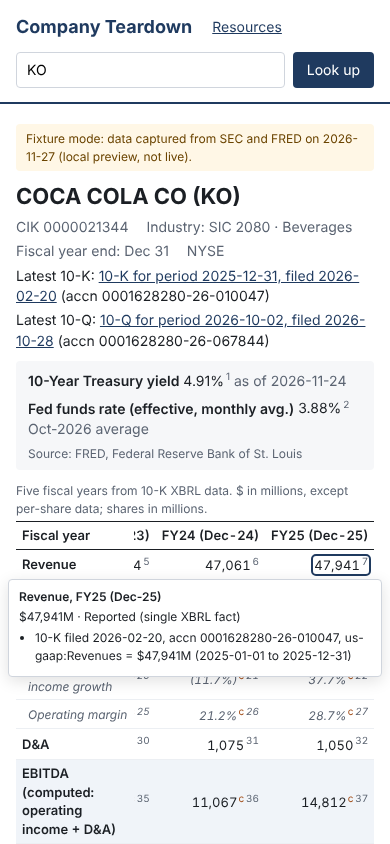 Company Teardown Resources
KO Look up
Fixture mode: data captured from SEC and FRED on 2026-
11-27 (local preview, not live).
COCA COLA CO (KO)
CIK 0000021344 Industry: SIC 2080 · Beverages
Fiscal year end: Dec 31 NYSE
Latest 10-K: 10-K for period 2025-12-31, filed 2026-
02-20 (accn 0001628280-26-010047)
Latest 10-Q: 10-Q for period 2026-10-02, filed 2026-
10-28 (accn 0001628280-26-067844)
10-Year Treasury yield 4.91% 1 as of 2026-11-24
Fed funds rate (effective, monthly avg.) 3.88% 2
Oct-2026 average
Source: FRED, Federal Reserve Bank of St. Louis
Five fiscal years from 10-K XBRL data. $ in millions, except
per-share data; shares in millions.
Fiscal year 23) FY24 (Dec-24) FY25 (Dec-25)
Revenue 4 5 47,061 6 47,941 7
Revenue, FY25 (Dec-25)
$47,941M · Reported (single XBRL fact)
• 10-K filed 2026-02-20, accn 0001628280-26-010047, us-
gaap:Revenues = $47,941M (2025-01-01 to 2025-12-31)
income growth (11.7%) c 21 37.7% c 22
Operating margin 25 21.2% c 26 28.7% c 27
D&A 30 1,075 31 1,050 32
EBITDA
(computed:
operating
income + D&A) 35 11,067 c 36 14,812 c 37